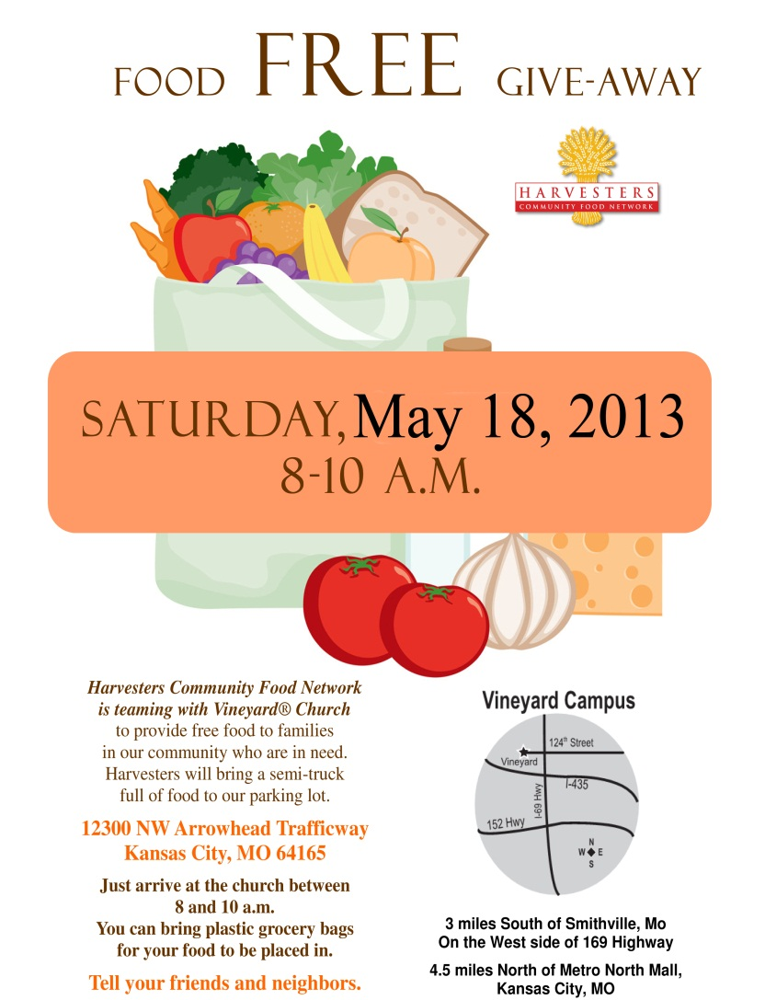 FOOD FREE GIVE-AWAY
HARVESTERS
COMMUNITY FOOD NETWORK
SATURDAY, May 18, 2013
8-10 A.M.
Harvesters Community Food Network
is teaming with Vineyard® Church
to provide free food to families
in our community who are in need.
Harvesters will bring a semi-truck
full of food to our parking lot.
12300 NW Arrowhead Trafficway
Kansas City, MO 64165
Just arrive at the church between
8 and 10 a.m.
You can bring plastic grocery bags
for your food to be placed in.
Tell your friends and neighbors.
Vineyard Campus
124th Street
Vineyard
I-435
I-69 Hwy
152 Hwy
N
W E
S
3 miles South of Smithville, Mo
On the West side of 169 Highway
4.5 miles North of Metro North Mall,
Kansas City, MO